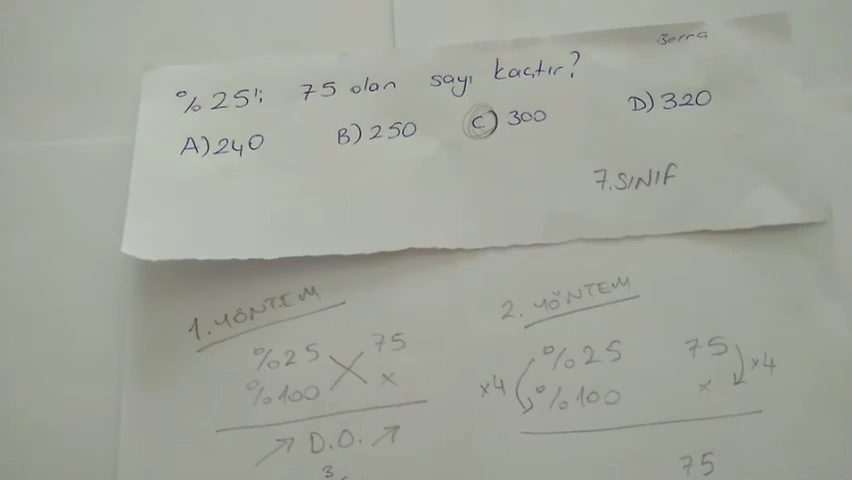 Berra
%25'i 75 olan sayı kaçtır?
A)240 B)250 C) 300 D)320
7.SINIF
1. YÖNTEM
%25 75
%100 x
D.O.
3
2. YÖNTEM
%25 75
x4 %100 x x4
75